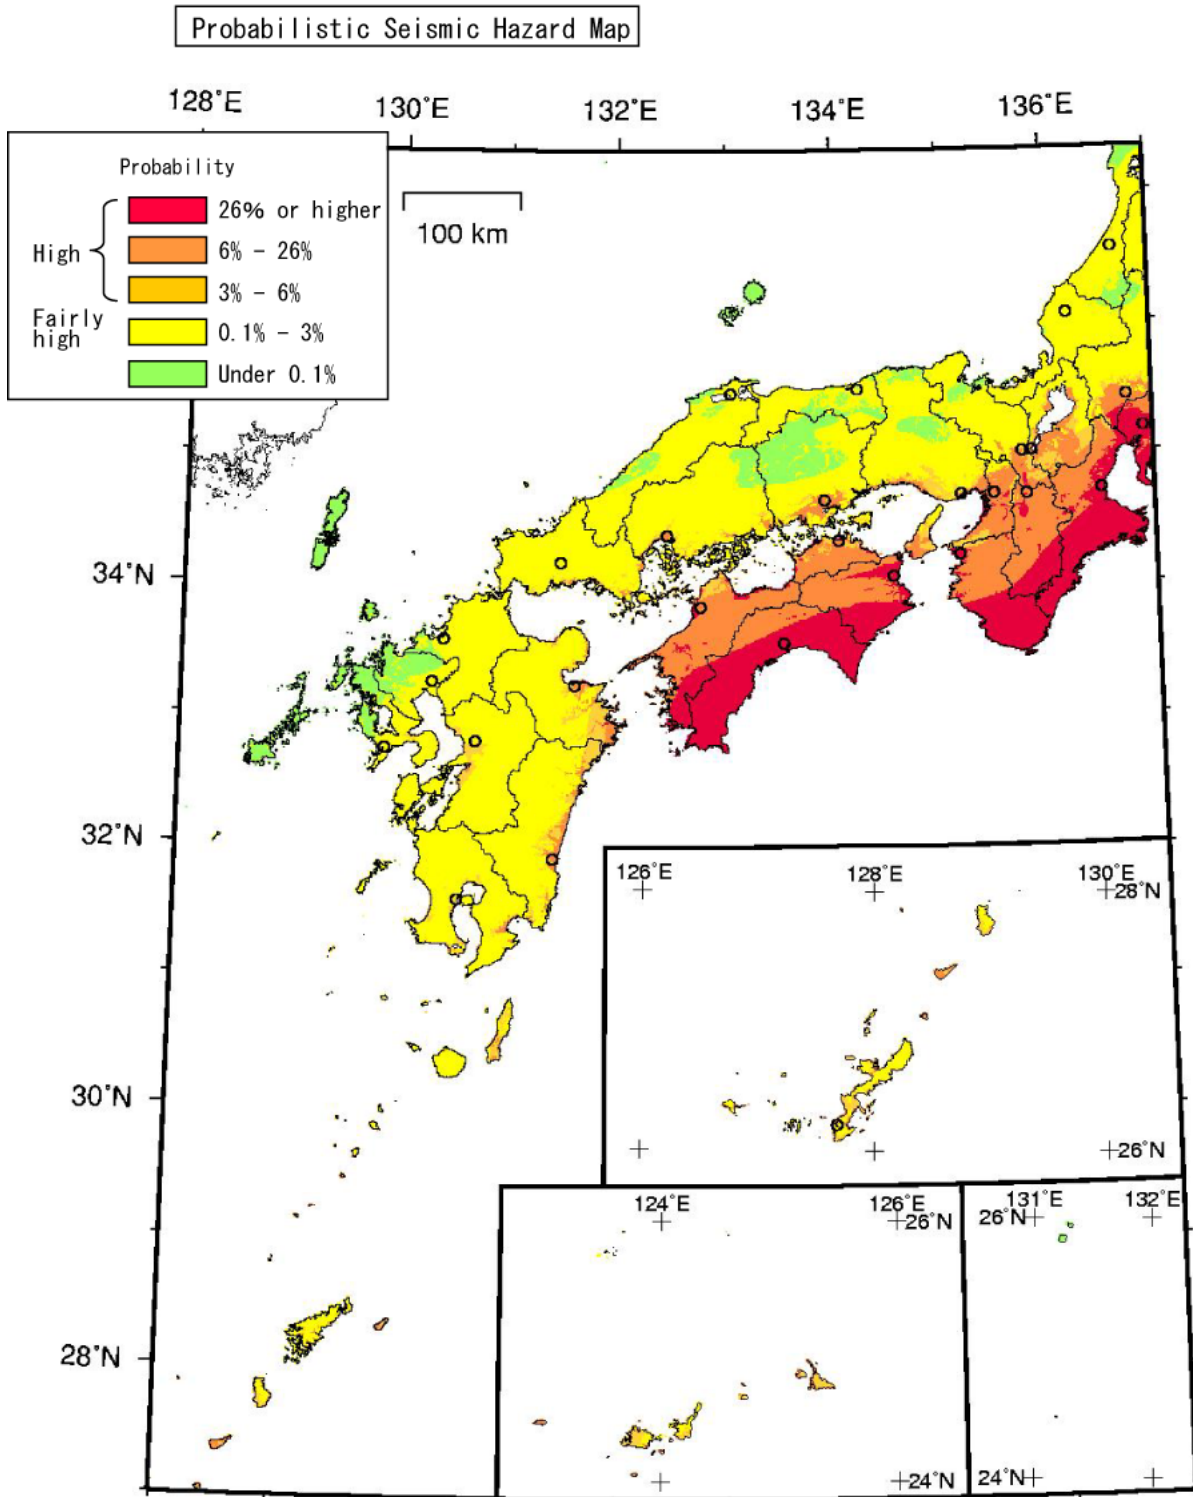 Probabilistic Seismic Hazard Map
128°E 130°E 132°E 134°E 136°E
Probability
26% or higher
High
6% - 26%
3% - 6%
Fairly high
0.1% - 3%
Under 0.1%
100 km
34°N
32°N
30°N
28°N
126°E 128°E 130°E
28°N
26°N
124°E 126°E
26°N
24°N
131°E 132°E
26°N
24°N